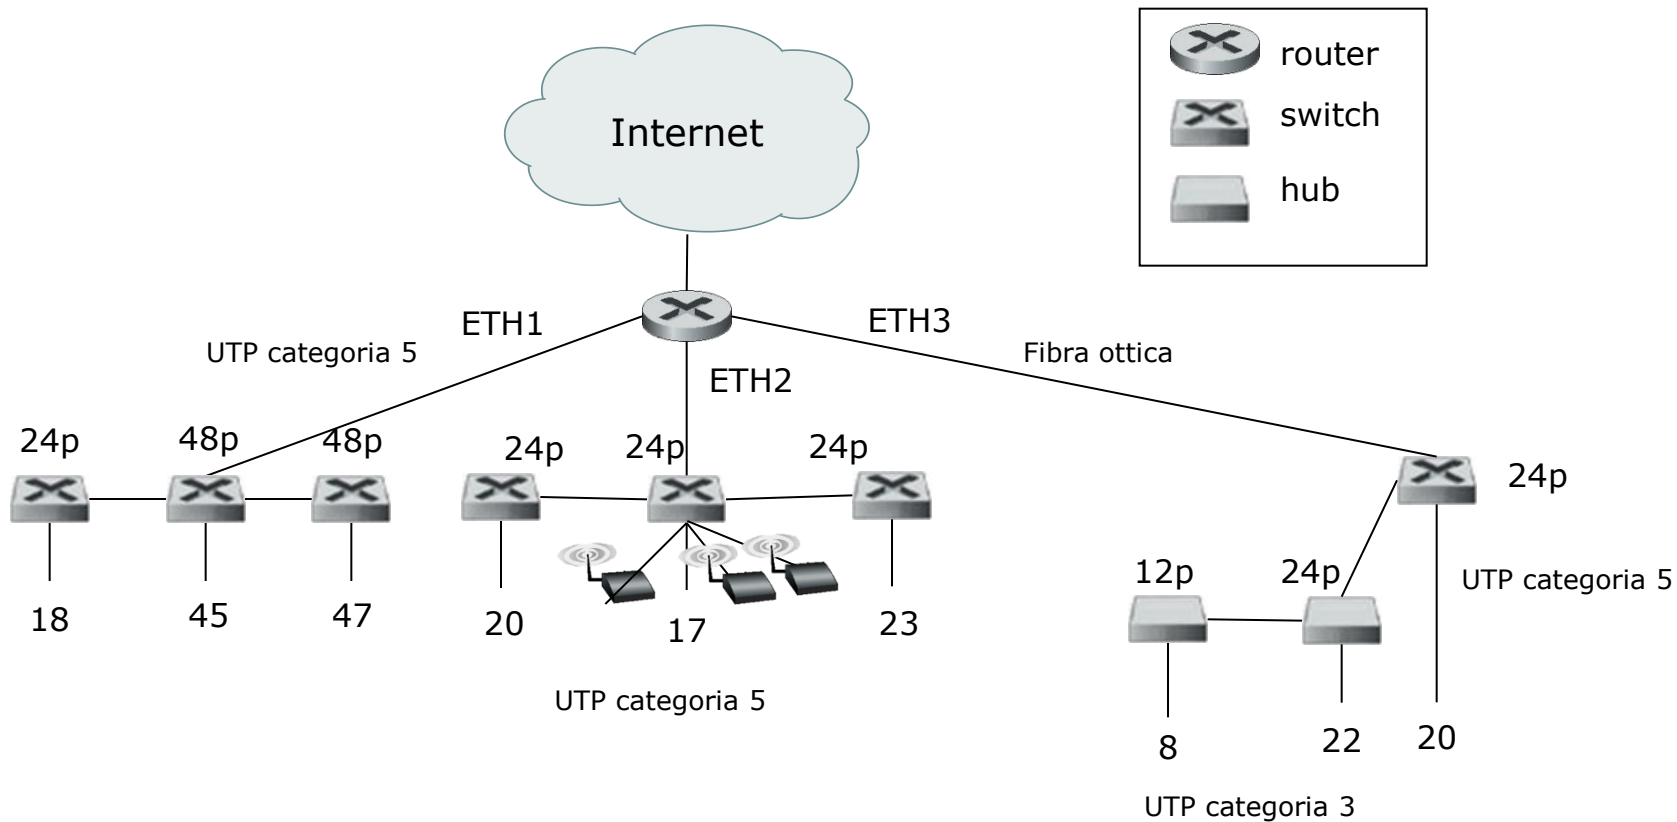 router
switch
hub
Internet
ETH1
ETH3
UTP categoria 5
Fibra ottica
ETH2
24p
48p
48p
24p
24p
24p
24p
12p
24p
UTP categoria 5
18
45
47
20
17
23
8
22
20
UTP categoria 5
UTP categoria 3